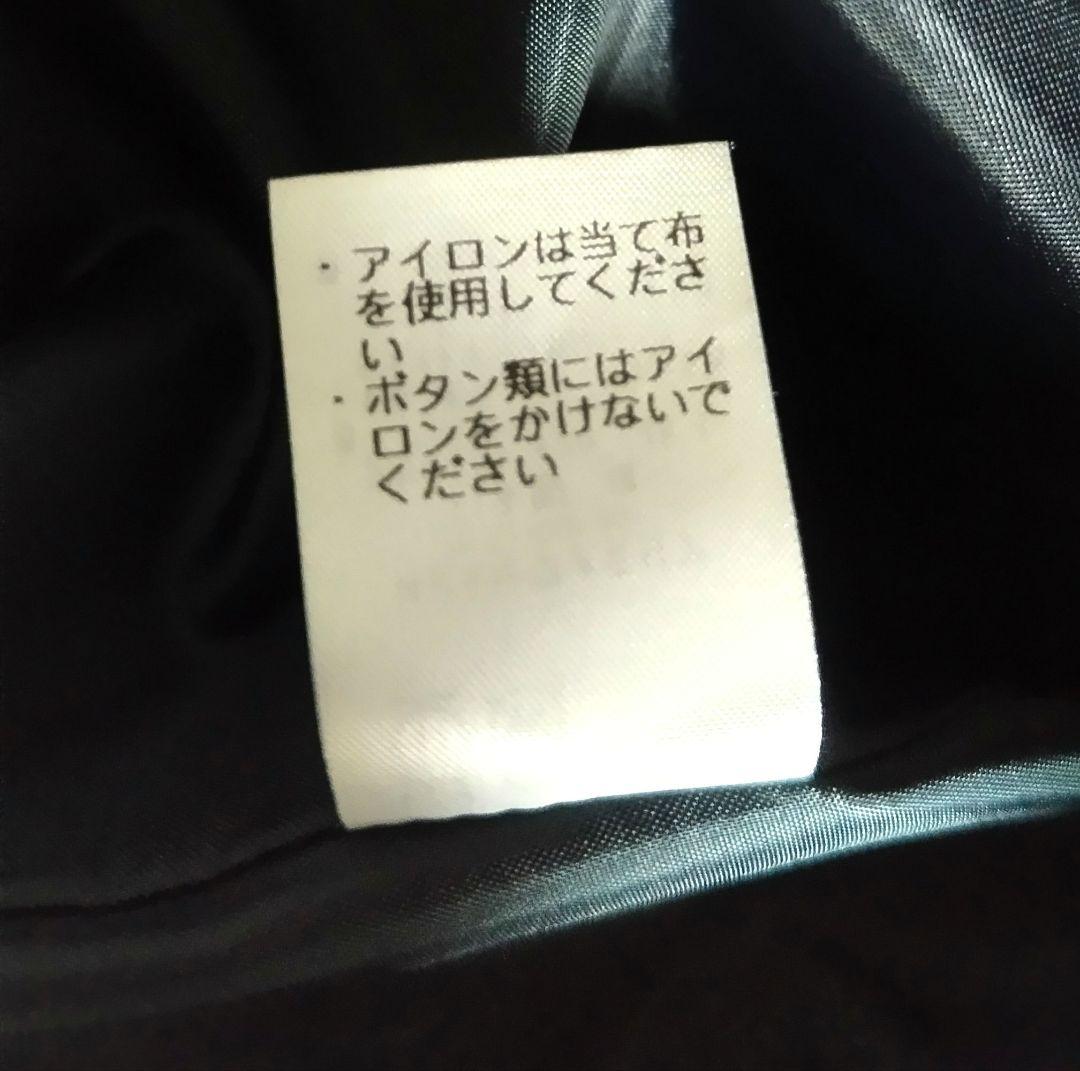 ・アイロンは当て布
を使用してくださ
い
・ボタン類にはアイ
ロンをかけないで
ください